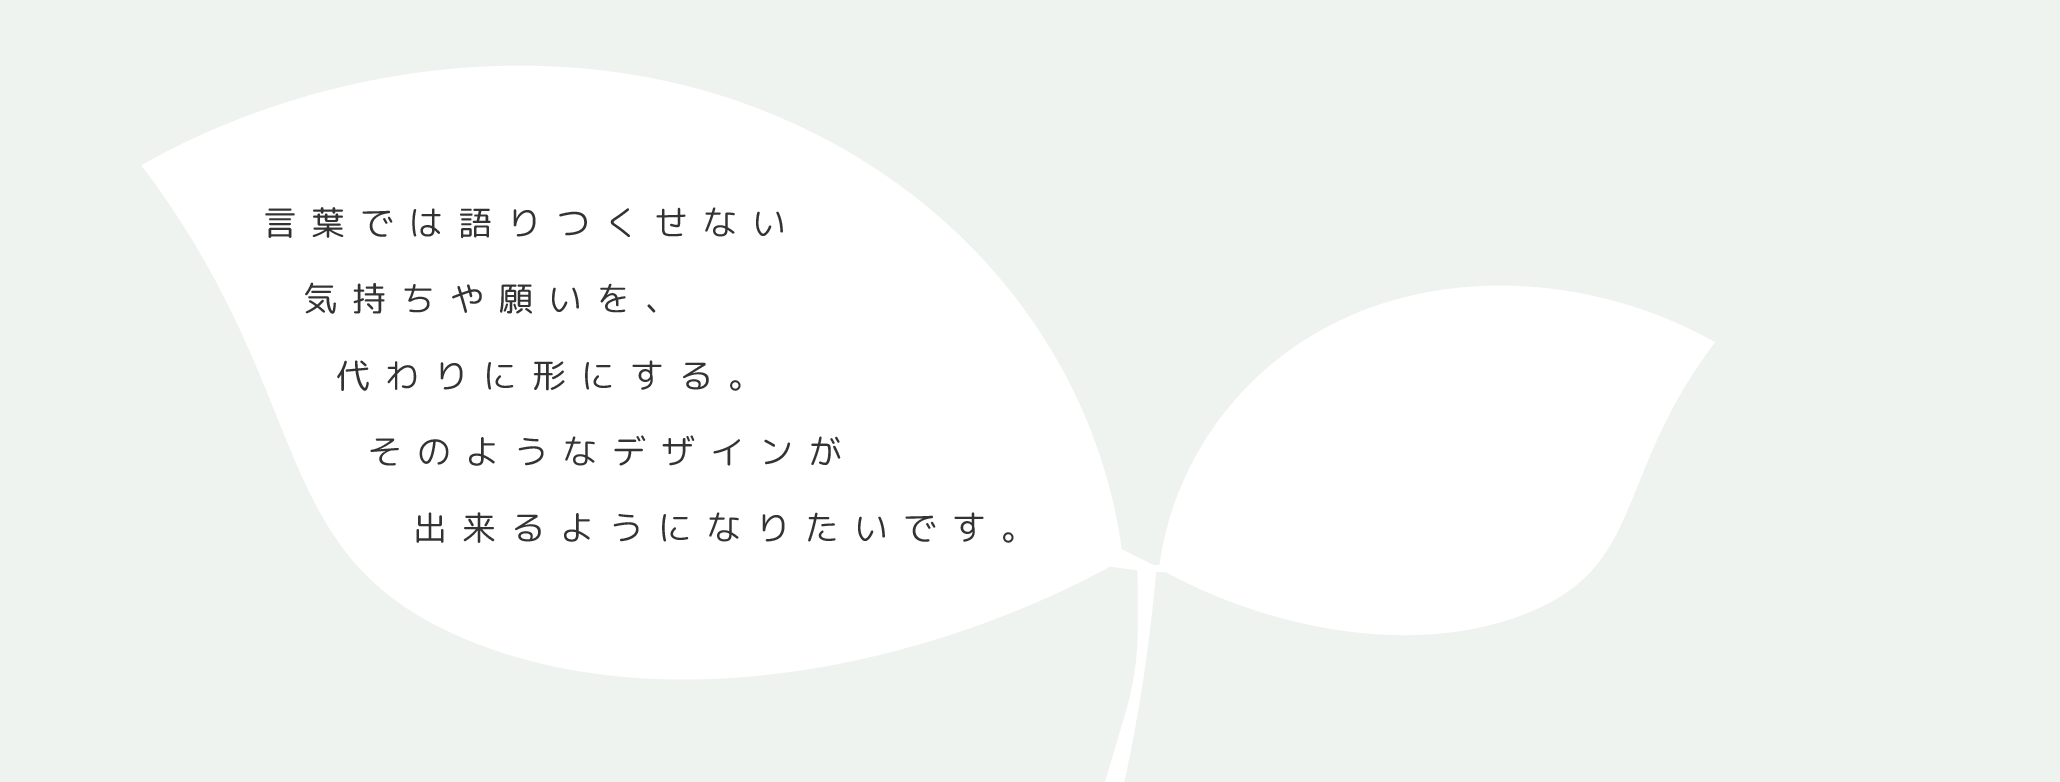 言葉では語りつくせない
気持ちや願いを、
代わりに形にする。
そのようなデザインが
出来るようになりたいです。